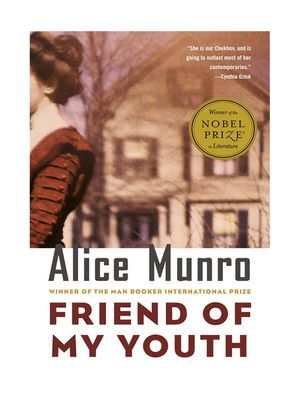 "She is our Chekhov, and is
going to outlast most of her
contemporaries."
—Cynthia Ozick
Winner of the
NOBEL
PRIZE®
in Literature
Alice Munro
WINNER OF THE MAN BOOKER INTERNATIONAL PRIZE
FRIEND OF
MY YOUTH